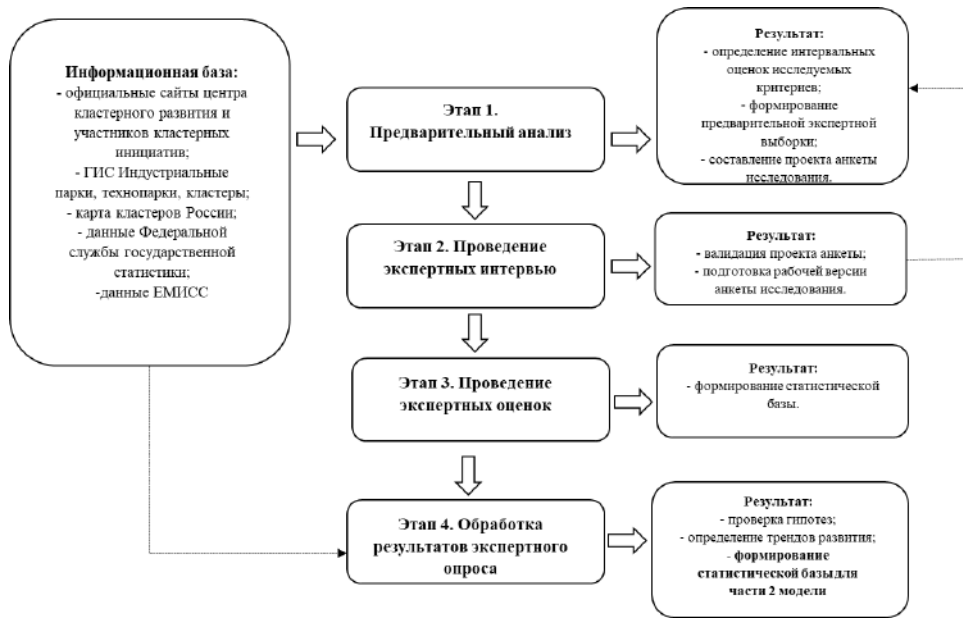 Информационная база:
- официальные сайты центра
кластерного развития и
участников кластерных
инициатив;
- ГИС Индустриальные
парки, технопарки, кластеры;
- карта кластеров России;
- данные Федеральной
службы государственной
статистики;
-данные ЕМИСС
Этап 1.
Предварительный анализ
Результат:
- определение интервальных
оценок исследуемых
критериев;
- формирование
предварительной экспертной
выборки;
- составление проекта анкеты
исследования.
Этап 2. Проведение
экспертных интервью
Результат:
- валидация проекта анкеты;
- подготовка рабочей версии
анкеты исследования.
Этап 3. Проведение
экспертных оценок
Результат:
- формирование статистической
базы.
Этап 4. Обработка
результатов экспертного
опроса
Результат:
- проверка гипотез;
- определение трендов развития;
- формирование
статистической базыдля
части 2 модели